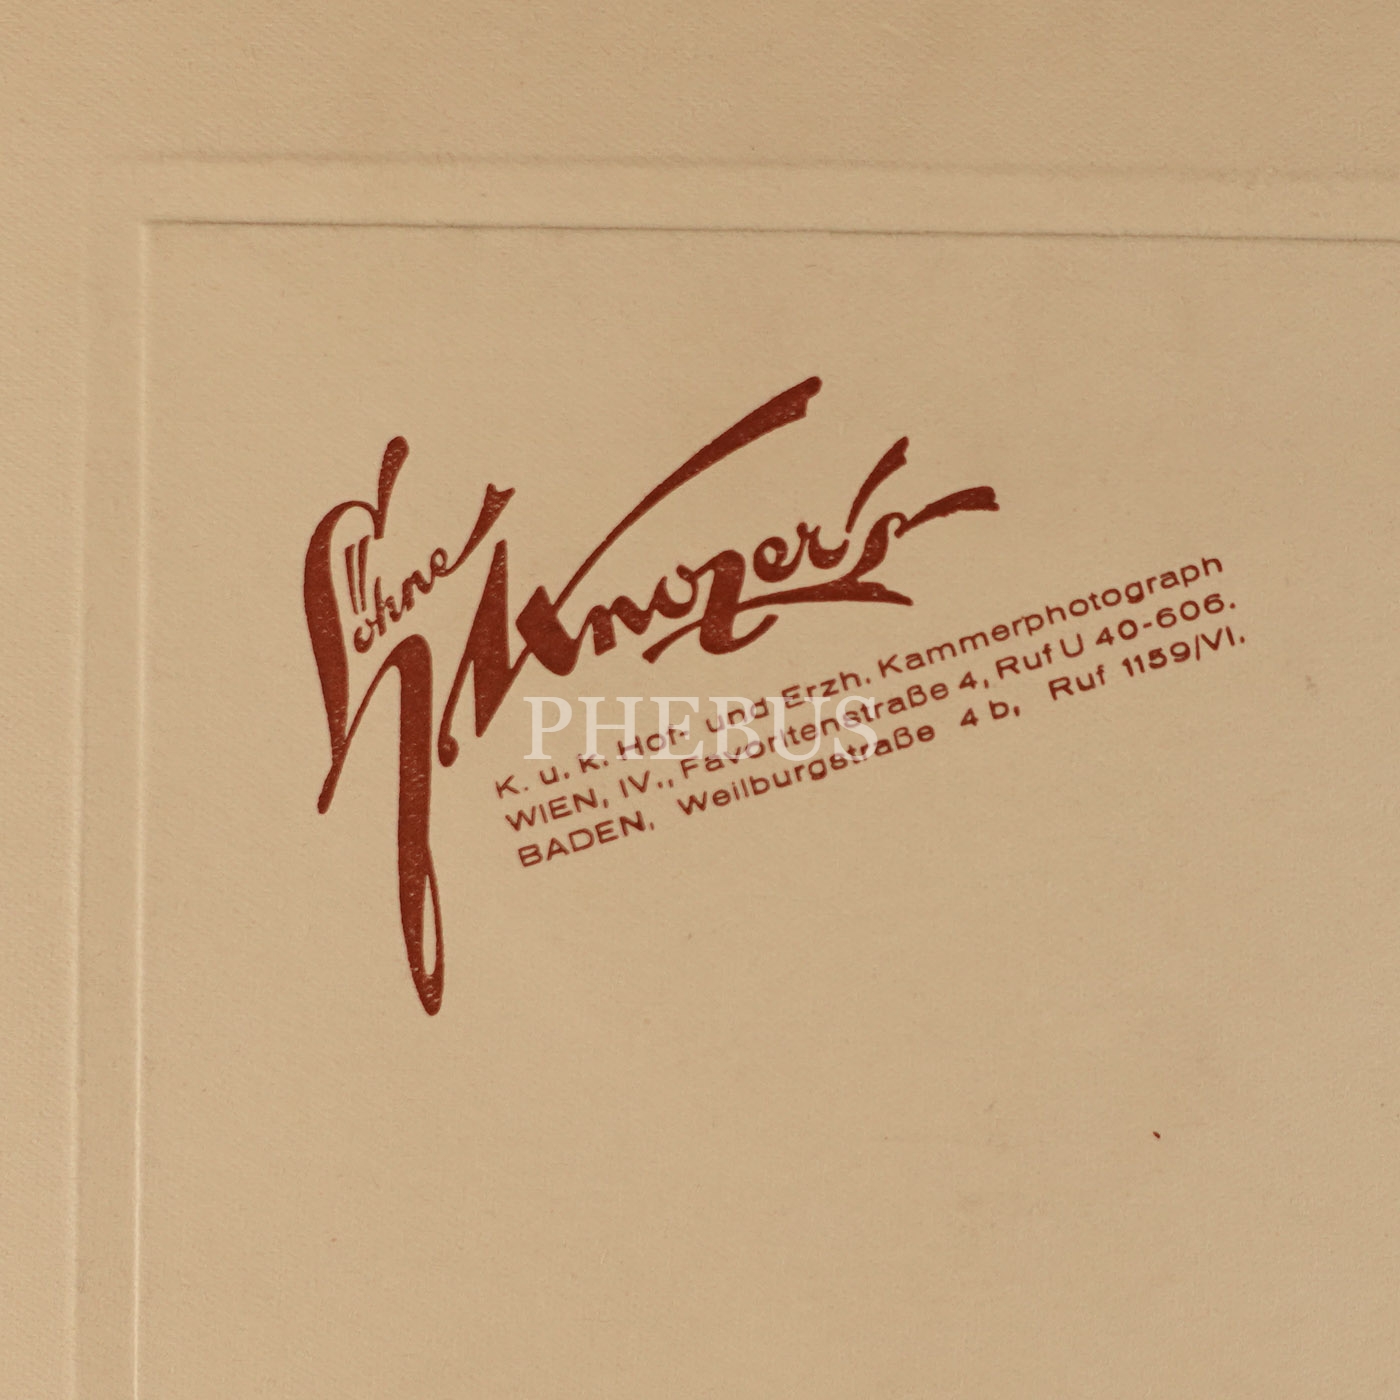 Söhne
Knozer's
K. u. k. Hof- und Erzh. Kammerphotograph
WIEN, IV., Favoritenstraße 4, Ruf U 40-606.
BADEN, Weilburgstraße 4 b, Ruf 1159/VI.
PHEBUS